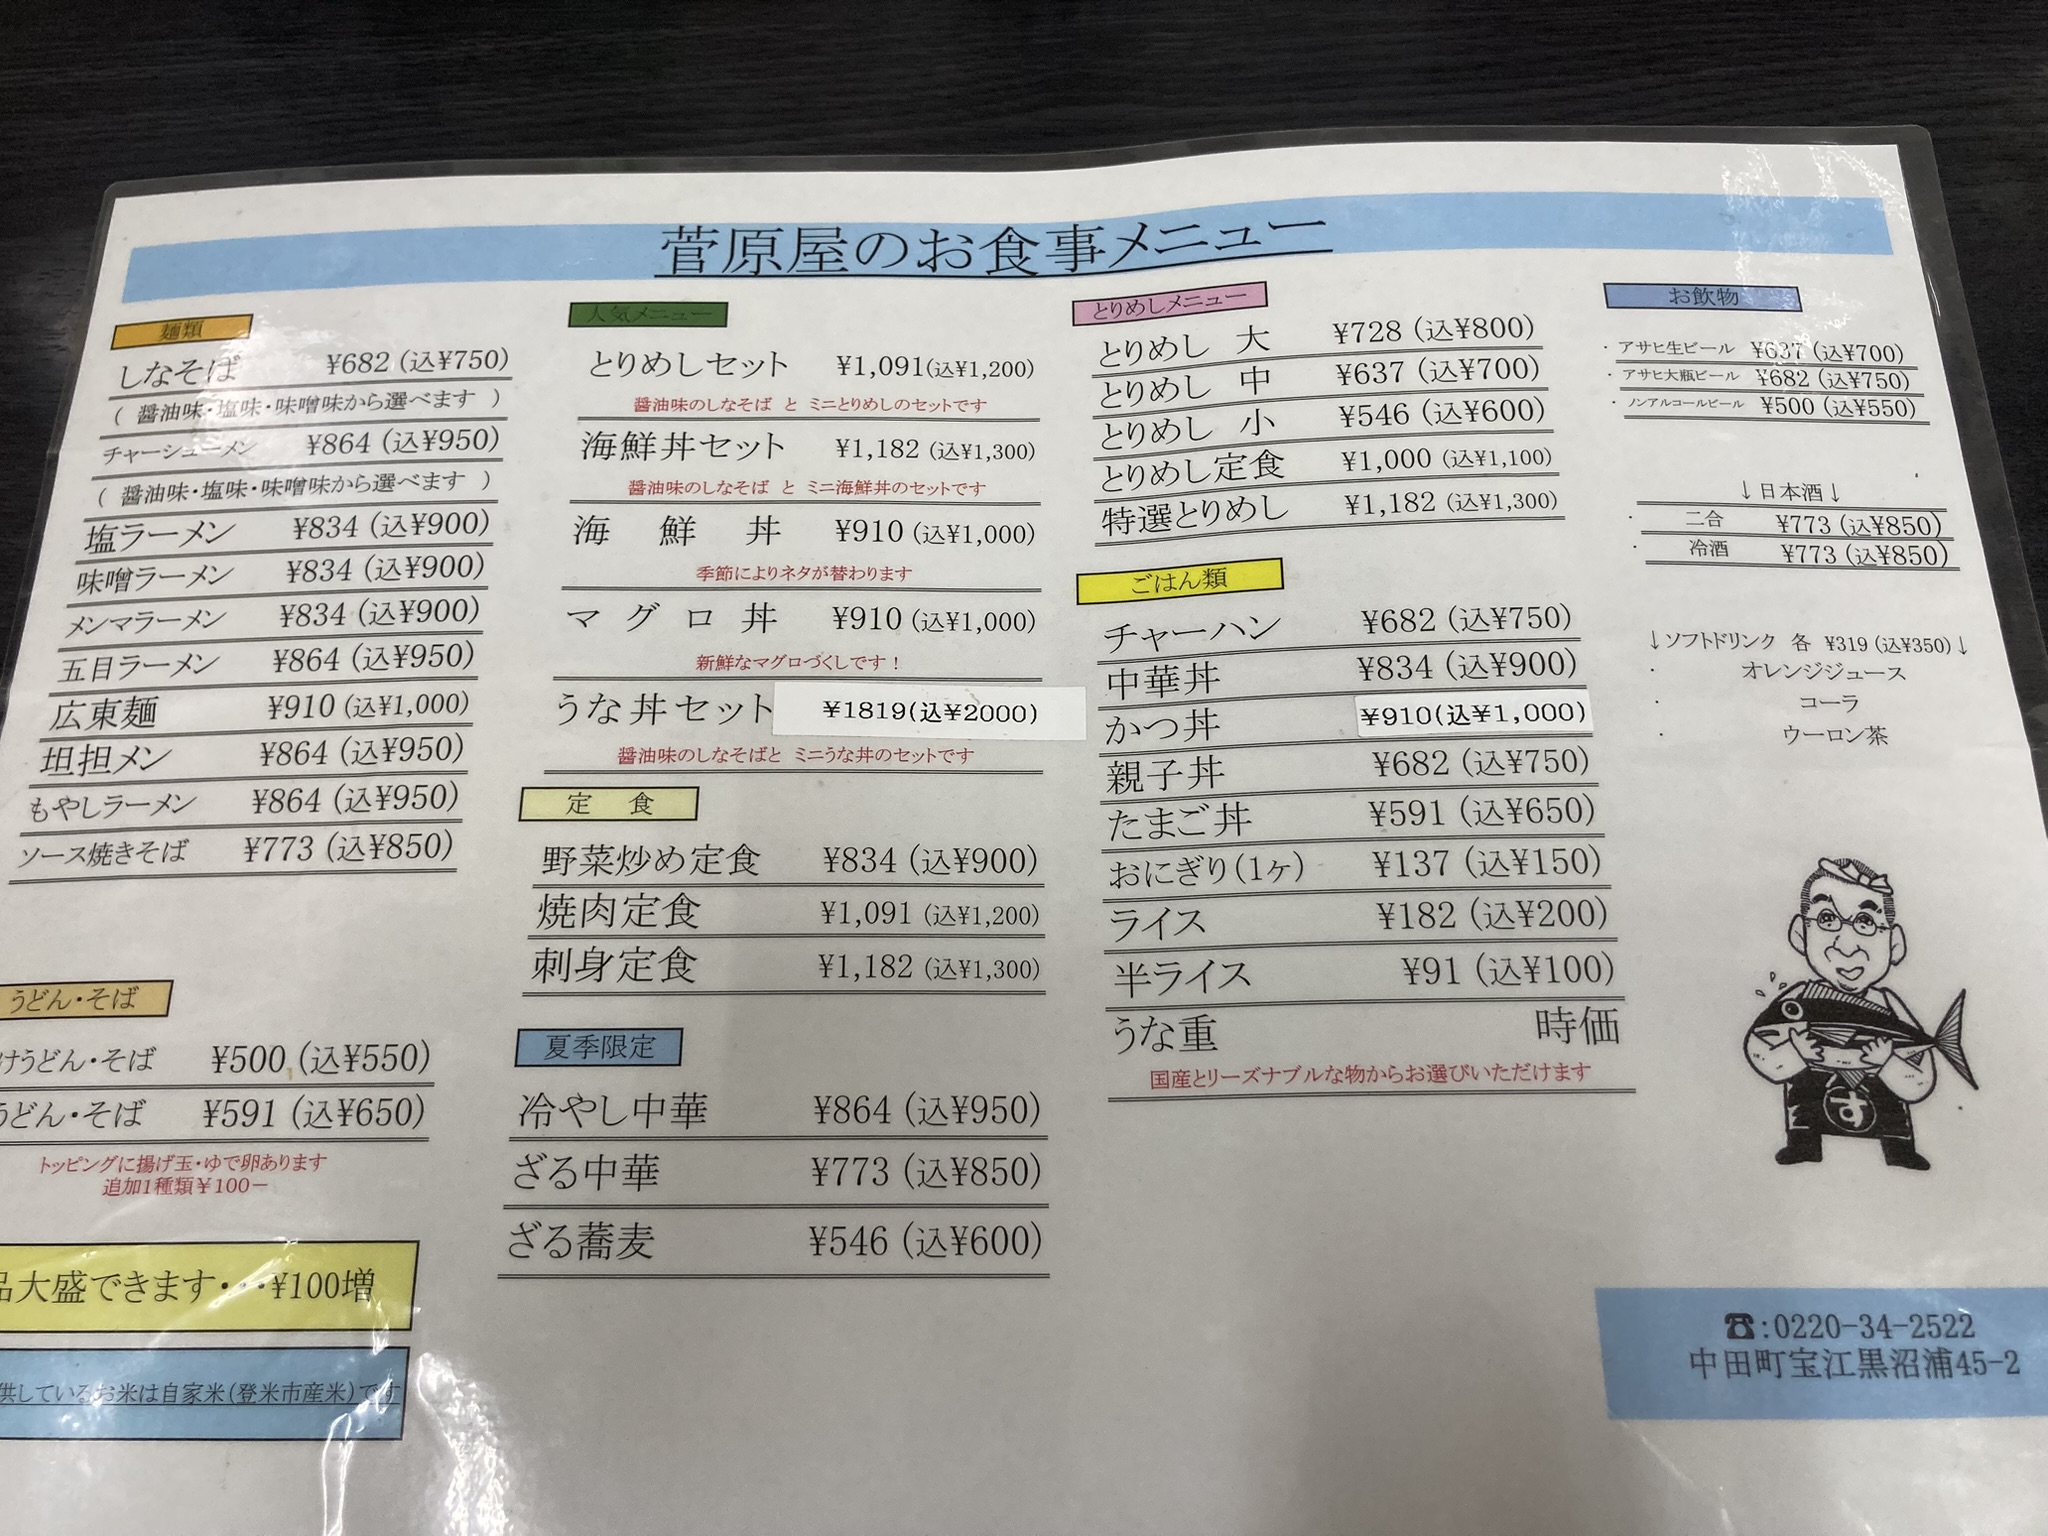 菅原屋のお食事メニュー
麺類
しなそば ¥682 (込¥750)
( 醤油味・塩味・味噌味から選べます )
チャーシューメン ¥864 (込¥950)
( 醤油味・塩味・味噌味から選べます )
塩ラーメン ¥834 (込¥900)
味噌ラーメン ¥834 (込¥900)
メンマラーメン ¥834 (込¥900)
五目ラーメン ¥864 (込¥950)
広東麺 ¥910 (込¥1,000)
坦担メン ¥864 (込¥950)
もやしラーメン ¥864 (込¥950)
ソース焼きそば ¥773 (込¥850)
うどん・そば
けうどん・そば ¥500 (込¥550)
うどん・そば ¥591 (込¥650)
トッピングに揚げ玉・ゆで卵あります
追加1種類¥100−
品大盛できます・・・¥100増
供しているお米は自家米(登米市産米)です
人気メニュー
とりめしセット ¥1,091(込¥1,200)
醤油味のしなそば と ミニとりめしのセットです
海鮮丼セット ¥1,182 (込¥1,300)
醤油味のしなそば と ミニ海鮮丼のセットです
海 鮮 丼 ¥910 (込¥1,000)
季節によりネタが替わります
マ グ ロ 丼 ¥910 (込¥1,000)
新鮮なマグロづくしです！
うな丼セット ¥1819(込¥2000)
醤油味のしなそばと ミニうな丼のセットです
定 食
野菜炒め定食 ¥834 (込¥900)
焼肉定食 ¥1,091 (込¥1,200)
刺身定食 ¥1,182 (込¥1,300)
夏季限定
冷やし中華 ¥864 (込¥950)
ざる中華 ¥773 (込¥850)
ざる蕎麦 ¥546 (込¥600)
とりめしメニュー
とりめし 大 ¥728 (込¥800)
とりめし 中 ¥637 (込¥700)
とりめし 小 ¥546 (込¥600)
とりめし定食 ¥1,000 (込¥1,100)
特選とりめし ¥1,182 (込¥1,300)
ごはん類
チャーハン ¥682 (込¥750)
中華丼 ¥834 (込¥900)
かつ丼 ¥910(込¥1,000)
親子丼 ¥682 (込¥750)
たまご丼 ¥591 (込¥650)
おにぎり(1ヶ) ¥137 (込¥150)
ライス ¥182 (込¥200)
半ライス ¥91 (込¥100)
うな重 時価
国産とリーズナブルな物からお選びいただけます
お飲物
・ アサヒ生ビール ¥637 (込¥700)
・ アサヒ大瓶ビール ¥682 (込¥750)
・ ノンアルコールビール ¥500 (込¥550)
↓日本酒↓
・ 二合 ¥773 (込¥850)
・ 冷酒 ¥773 (込¥850)
↓ソフトドリンク 各 ¥319 (込¥350)↓
・ オレンジジュース
・ コーラ
・ ウーロン茶
す
☎:0220-34-2522
中田町宝江黒沼浦45-2